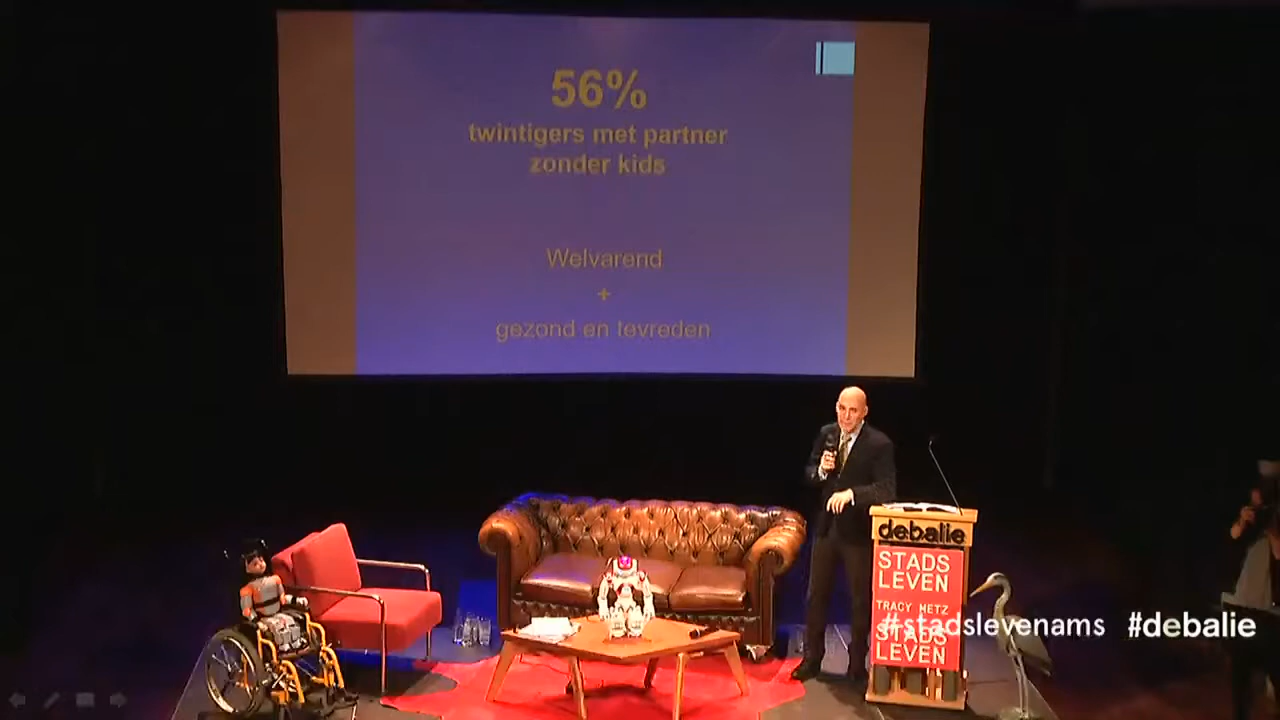 56%
twintigers met partner
zonder kids
Welvarend
+
gezond en tevreden
debalie
STADS
LEVEN
TRACY METZ
#stadslevenams #debalie
STADS
LEVEN